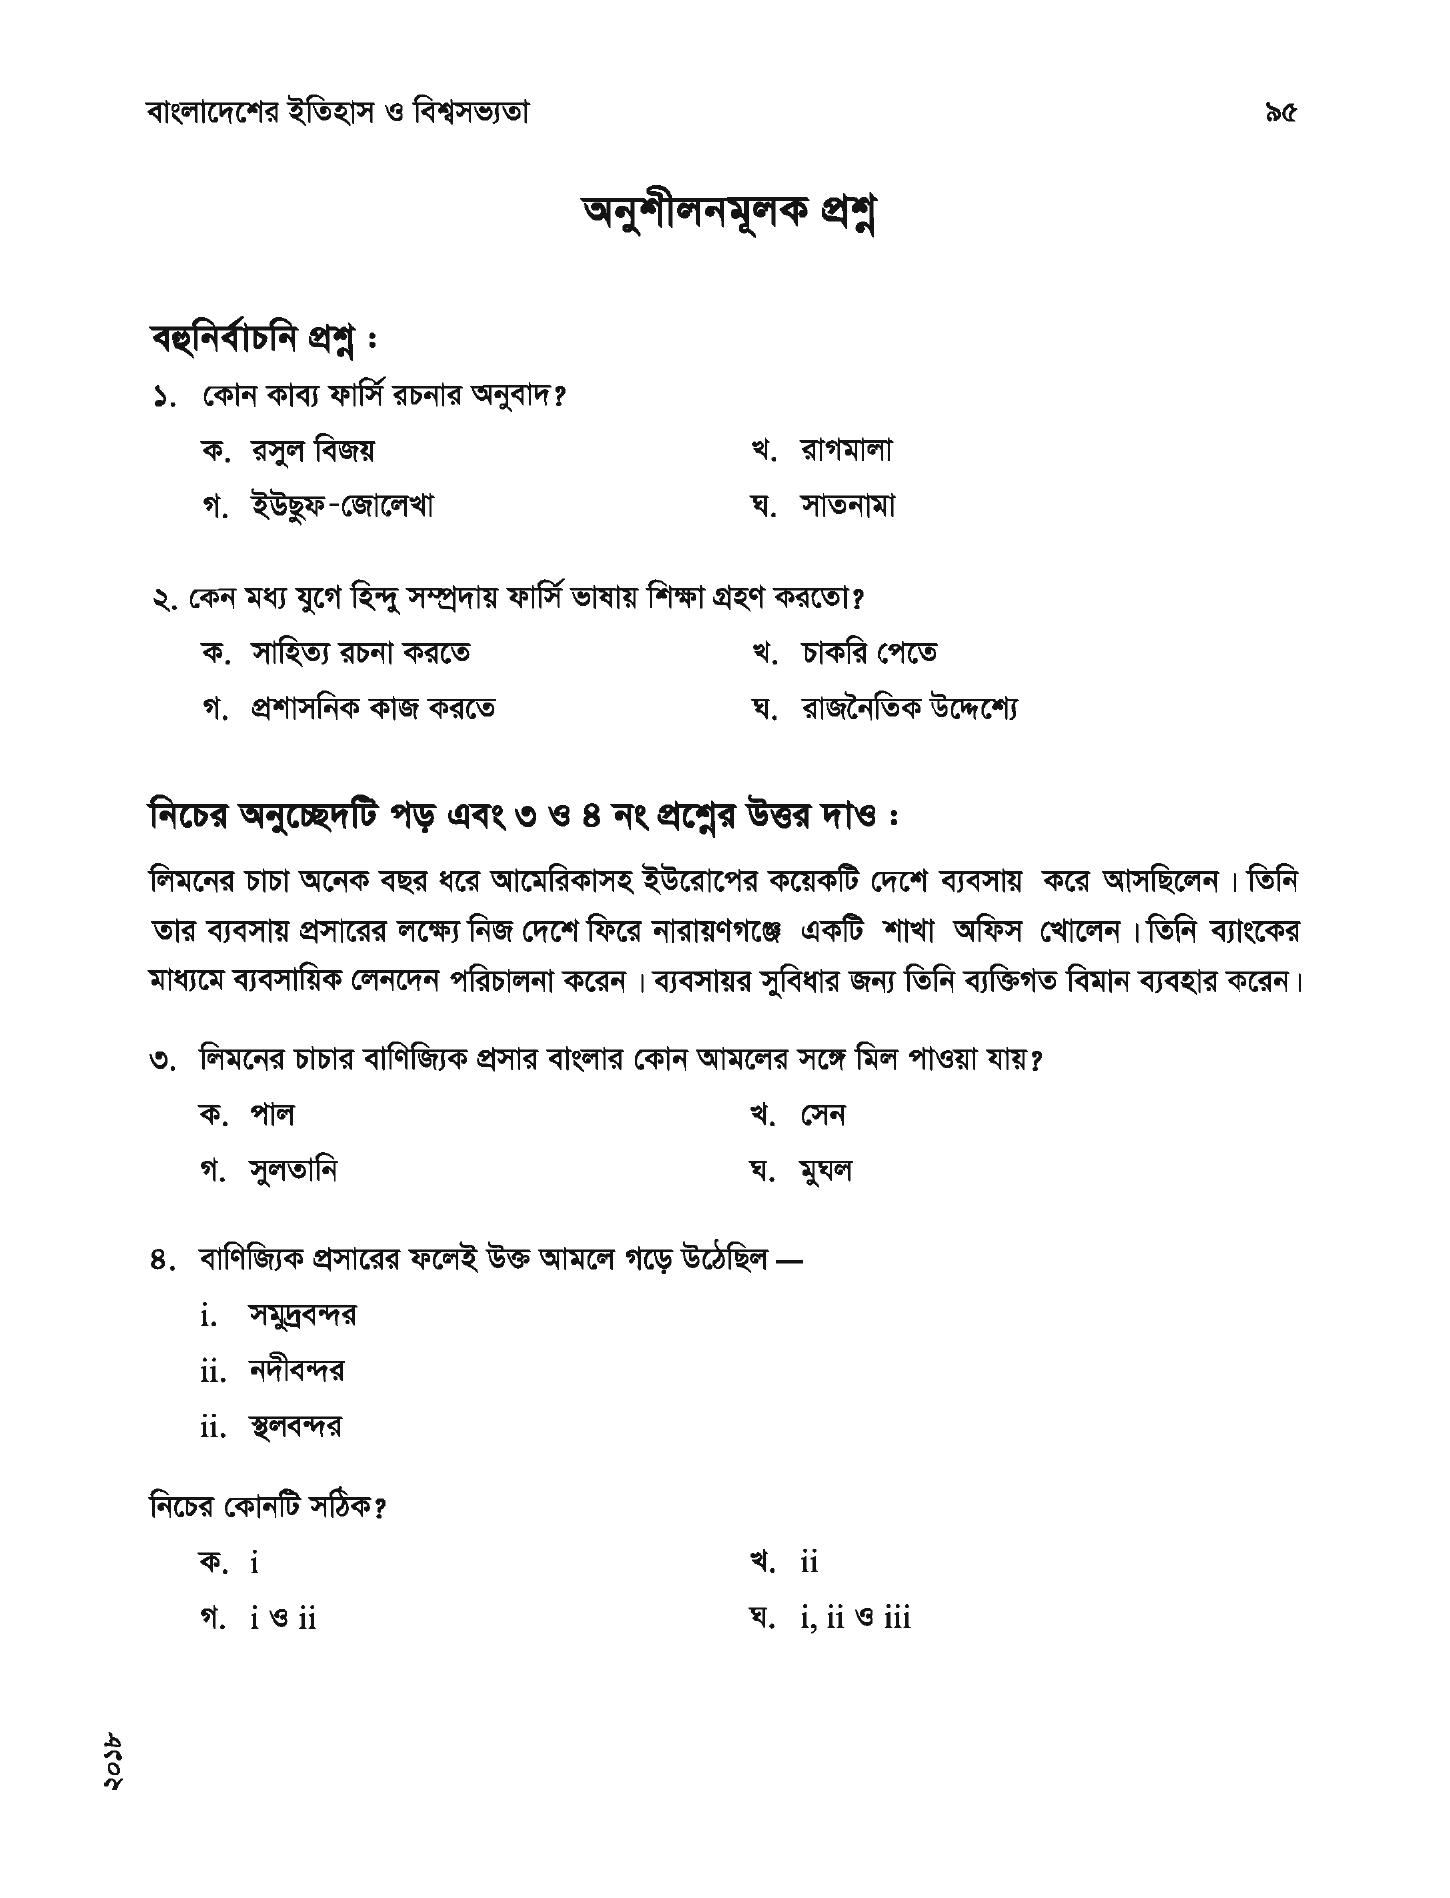 বাংলাদেশের ইতিহাস ও বিশ্বসভ্যতা ৯৫
অনুশীলনমূলক প্রশ্ন
বহুনির্বাচনি প্রশ্ন :
১. কোন কাব্য ফার্সি রচনার অনুবাদ?
ক. রসুল বিজয় খ. রাগমালা
গ. ইউছুফ-জোলেখা ঘ. সাতনামা
২. কেন মধ্য যুগে হিন্দু সম্প্রদায় ফার্সি ভাষায় শিক্ষা গ্রহণ করতো?
ক. সাহিত্য রচনা করতে খ. চাকরি পেতে
গ. প্রশাসনিক কাজ করতে ঘ. রাজনৈতিক উদ্দেশ্যে
নিচের অনুচ্ছেদটি পড় এবং ৩ ও ৪ নং প্রশ্নের উত্তর দাও :
লিমনের চাচা অনেক বছর ধরে আমেরিকাসহ ইউরোপের কয়েকটি দেশে ব্যবসায় করে আসছিলেন। তিনি
তার ব্যবসায় প্রসারের লক্ষ্যে নিজ দেশে ফিরে নারায়ণগঞ্জে একটি শাখা অফিস খোলেন। তিনি ব্যাংকের
মাধ্যমে ব্যবসায়িক লেনদেন পরিচালনা করেন। ব্যবসায়র সুবিধার জন্য তিনি ব্যক্তিগত বিমান ব্যবহার করেন।
৩. লিমনের চাচার বাণিজ্যিক প্রসার বাংলার কোন আমলের সঙ্গে মিল পাওয়া যায়?
ক. পাল খ. সেন
গ. সুলতানি ঘ. মুঘল
৪. বাণিজ্যিক প্রসারের ফলেই উক্ত আমলে গড়ে উঠেছিল —
i. সমুদ্রবন্দর
ii. নদীবন্দর
ii. স্থলবন্দর
নিচের কোনটি সঠিক?
ক. i খ. ii
গ. i ও ii ঘ. i, ii ও iii
২০১৮